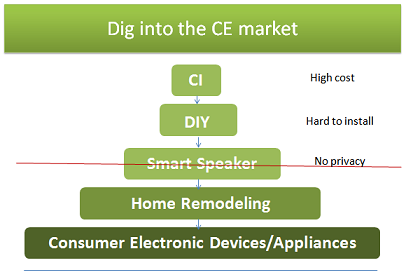 Dig into the CE market
CI
High cost
DIY
Hard to install
Smart Speaker
No privacy
Home Remodeling
Consumer Electronic Devices/Appliances